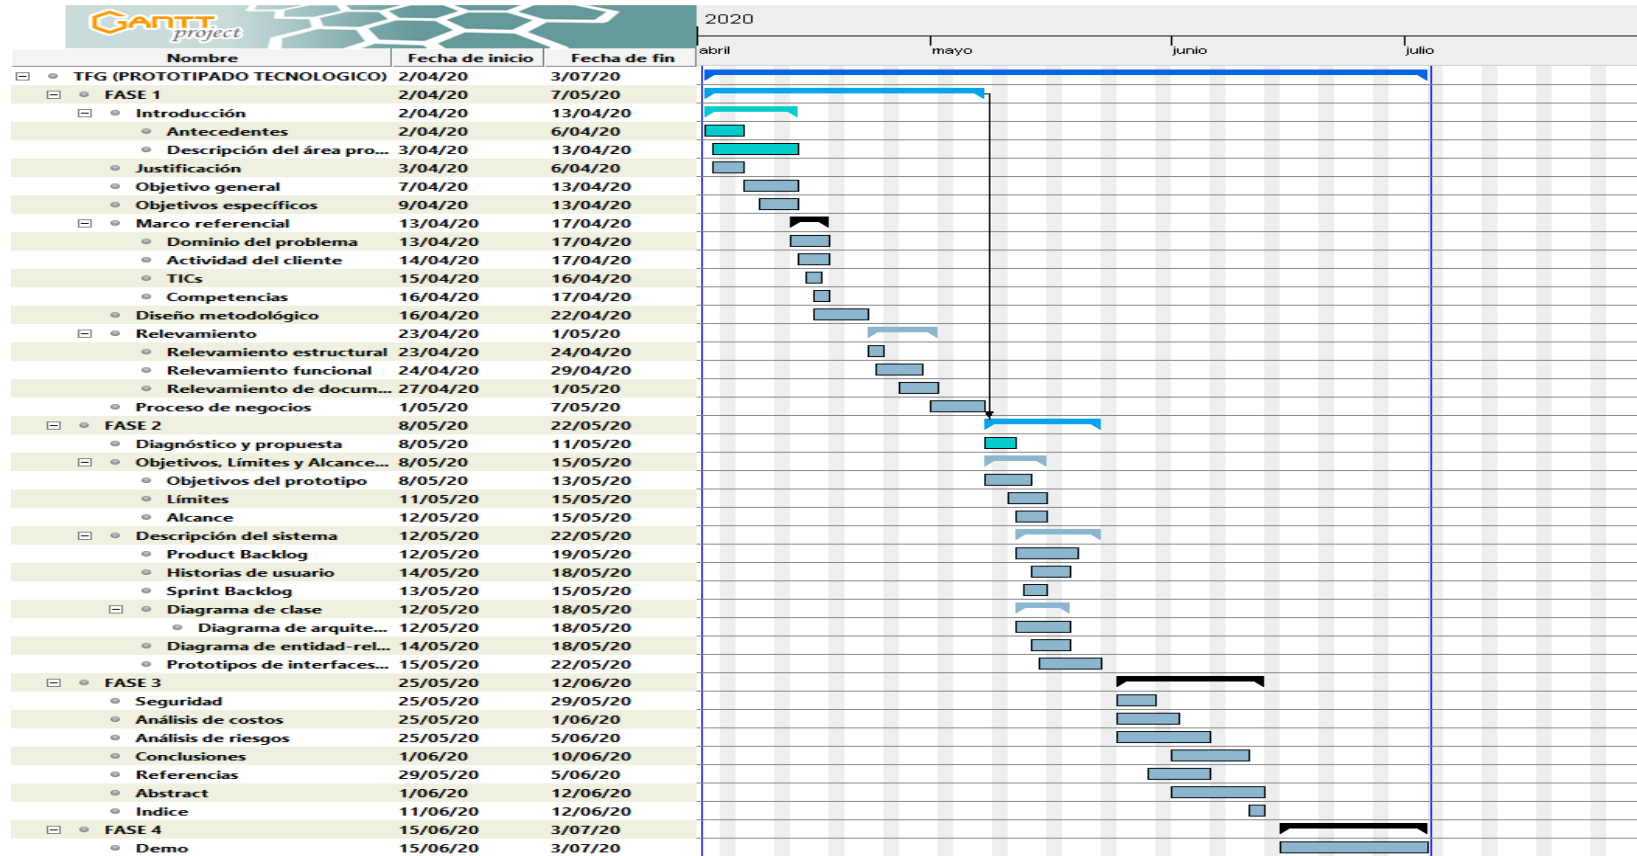 GANTT
project
2020
abril mayo junio julio
Nombre Fecha de inicio Fecha de fin
TFG (PROTOTIPADO TECNOLOGICO) 2/04/20 3/07/20
FASE 1 2/04/20 7/05/20
Introducción 2/04/20 13/04/20
Antecedentes 2/04/20 6/04/20
Descripción del área pro... 3/04/20 13/04/20
Justificación 3/04/20 6/04/20
Objetivo general 7/04/20 13/04/20
Objetivos específicos 9/04/20 13/04/20
Marco referencial 13/04/20 17/04/20
Dominio del problema 13/04/20 17/04/20
Actividad del cliente 14/04/20 17/04/20
TICs 15/04/20 16/04/20
Competencias 16/04/20 17/04/20
Diseño metodológico 16/04/20 22/04/20
Relevamiento 23/04/20 1/05/20
Relevamiento estructural 23/04/20 24/04/20
Relevamiento funcional 24/04/20 29/04/20
Relevamiento de docum... 27/04/20 1/05/20
Proceso de negocios 1/05/20 7/05/20
FASE 2 8/05/20 22/05/20
Diagnóstico y propuesta 8/05/20 11/05/20
Objetivos, Límites y Alcance... 8/05/20 15/05/20
Objetivos del prototipo 8/05/20 13/05/20
Límites 11/05/20 15/05/20
Alcance 12/05/20 15/05/20
Descripción del sistema 12/05/20 22/05/20
Product Backlog 12/05/20 19/05/20
Historias de usuario 14/05/20 18/05/20
Sprint Backlog 13/05/20 15/05/20
Diagrama de clase 12/05/20 18/05/20
Diagrama de arquite... 12/05/20 18/05/20
Diagrama de entidad-rel... 14/05/20 18/05/20
Prototipos de interfaces... 15/05/20 22/05/20
FASE 3 25/05/20 12/06/20
Seguridad 25/05/20 29/05/20
Análisis de costos 25/05/20 1/06/20
Análisis de riesgos 25/05/20 5/06/20
Conclusiones 1/06/20 10/06/20
Referencias 29/05/20 5/06/20
Abstract 1/06/20 12/06/20
Indice 11/06/20 12/06/20
FASE 4 15/06/20 3/07/20
Demo 15/06/20 3/07/20